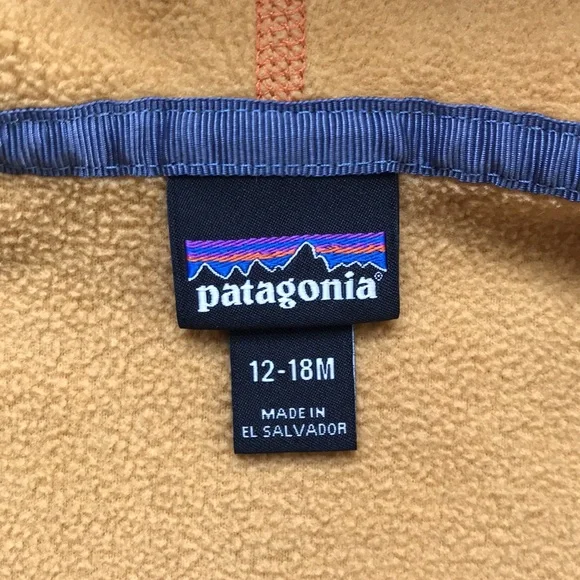 patagonia®
12-18M
MADE IN
EL SALVADOR